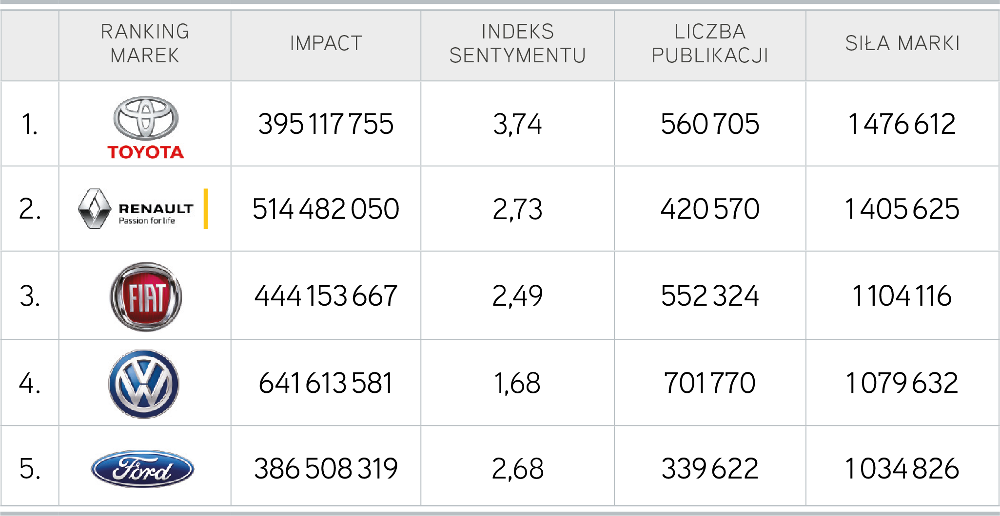 RANKING
MAREK
IMPACT
INDEKS
SENTYMENTU
LICZBA
PUBLIKACJI
SIŁA MARKI
1.
TOYOTA
395 117 755
3,74
560 705
1 476 612
2.
RENAULT
Passion for life
514 482 050
2,73
420 570
1 405 625
3.
FIAT
444 153 667
2,49
552 324
1 104 116
4.
VW
641 613 581
1,68
701 770
1 079 632
5.
Ford
386 508 319
2,68
339 622
1 034 826